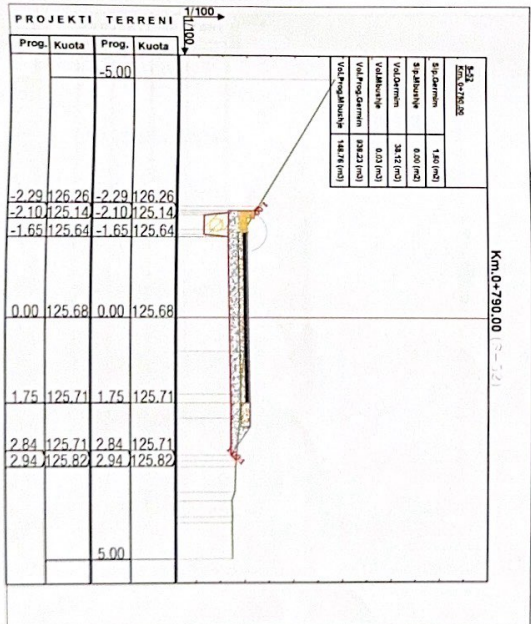 PROJEKTI TERRENI
1/100
1/100
Prog. Kuota Prog. Kuota
-5.00
-2.29 126.26 -2.29 126.26
-2.10 125.14 -2.10 125.14
-1.65 125.64 -1.65 125.64
0.00 125.68 0.00 125.68
1.75 125.71 1.75 125.71
2.84 125.71 2.84 125.71
2.94 125.82 2.94 125.82
5.00
S-52
Km. 0+790.00
Sip.Germim 1.80 (m2)
Sip.Mbushje 0.00 (m2)
Vol.Germim 38.12 (m3)
Vol.Mbushje 0.03 (m3)
Vol.Prog.Germim 939.23 (m3)
Vol.Prog.Mbushje 148.76 (m3)
Km.0+790.00